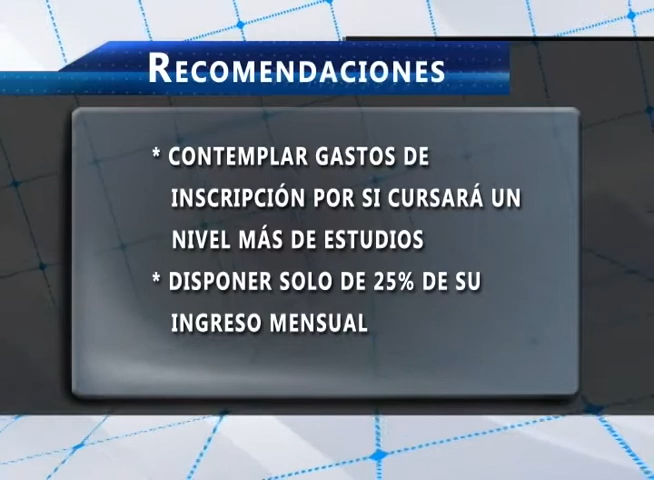 RECOMENDACIONES
* CONTEMPLAR GASTOS DE
INSCRIPCIÓN POR SI CURSARÁ UN
NIVEL MÁS DE ESTUDIOS
* DISPONER SOLO DE 25% DE SU
INGRESO MENSUAL